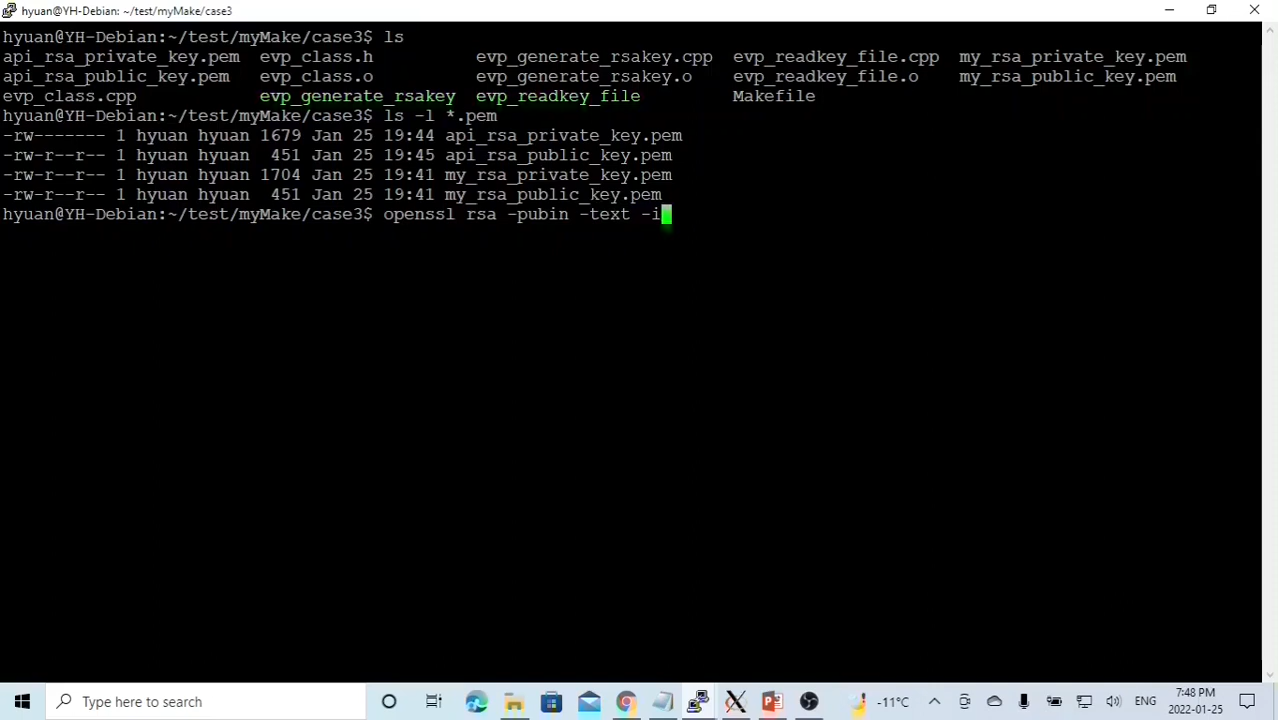 hyuan@YH-Debian: ~/test/myMake/case3
hyuan@YH-Debian:~/test/myMake/case3$ ls
api_rsa_private_key.pem evp_class.h evp_generate_rsakey.cpp evp_readkey_file.cpp my_rsa_private_key.pem
api_rsa_public_key.pem evp_class.o evp_generate_rsakey.o evp_readkey_file.o my_rsa_public_key.pem
evp_class.cpp evp_generate_rsakey evp_readkey_file Makefile
hyuan@YH-Debian:~/test/myMake/case3$ ls -l *.pem
-rw------- 1 hyuan hyuan 1679 Jan 25 19:44 api_rsa_private_key.pem
-rw-r--r-- 1 hyuan hyuan 451 Jan 25 19:45 api_rsa_public_key.pem
-rw-r--r-- 1 hyuan hyuan 1704 Jan 25 19:41 my_rsa_private_key.pem
-rw-r--r-- 1 hyuan hyuan 451 Jan 25 19:41 my_rsa_public_key.pem
hyuan@YH-Debian:~/test/myMake/case3$ openssl rsa -pubin -text -i
Type here to search
-11°C
ENG
7:48 PM
2022-01-25